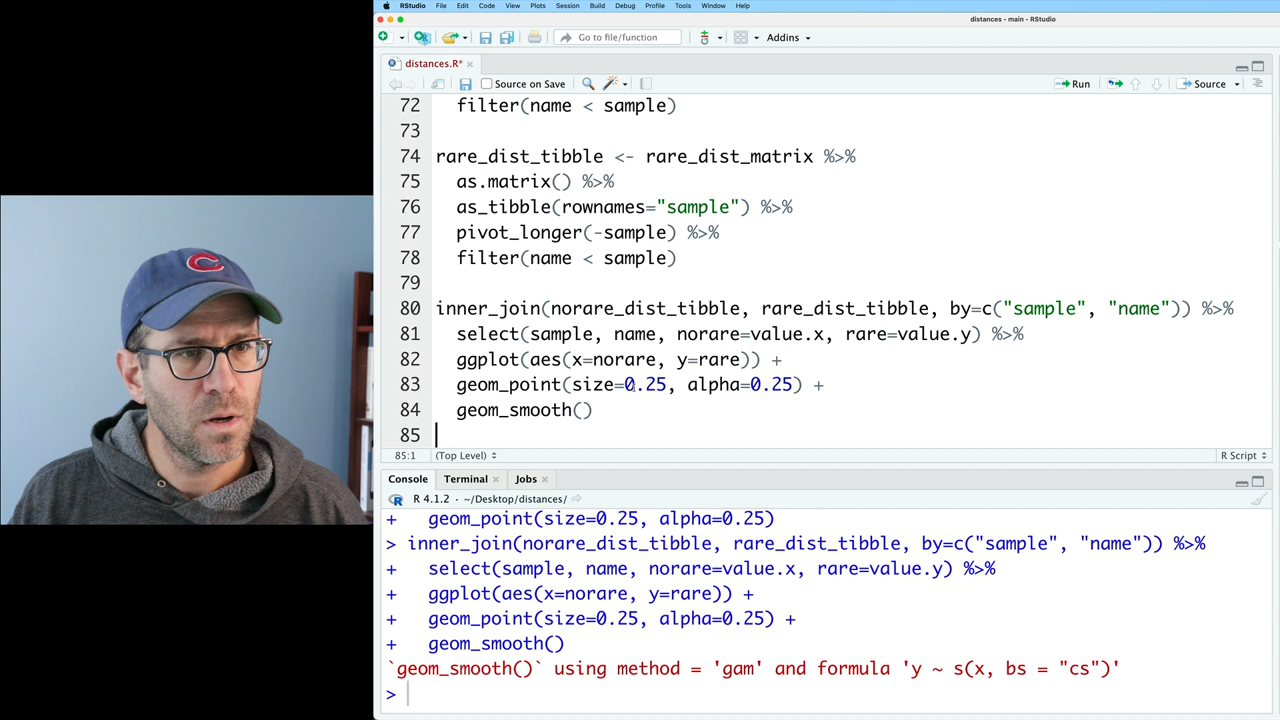 RStudio File Edit Code View Plots Session Build Debug Profile Tools Window Help
distances - main - RStudio
Go to file/function Addins
distances.R*
Source on Save Run Source
72 filter(name < sample)
73
74 rare_dist_tibble <- rare_dist_matrix %>%
75 as.matrix() %>%
76 as_tibble(rownames="sample") %>%
77 pivot_longer(-sample) %>%
78 filter(name < sample)
79
80 inner_join(norare_dist_tibble, rare_dist_tibble, by=c("sample", "name")) %>%
81 select(sample, name, norare=value.x, rare=value.y) %>%
82 ggplot(aes(x=norare, y=rare)) +
83 geom_point(size=0.25, alpha=0.25) +
84 geom_smooth()
85
85:1 (Top Level) R Script
Console Terminal Jobs
R 4.1.2 · ~/Desktop/distances/
+ geom_point(size=0.25, alpha=0.25)
> inner_join(norare_dist_tibble, rare_dist_tibble, by=c("sample", "name")) %>%
+ select(sample, name, norare=value.x, rare=value.y) %>%
+ ggplot(aes(x=norare, y=rare)) +
+ geom_point(size=0.25, alpha=0.25) +
+ geom_smooth()
`geom_smooth()` using method = 'gam' and formula 'y ~ s(x, bs = "cs")'
>
C